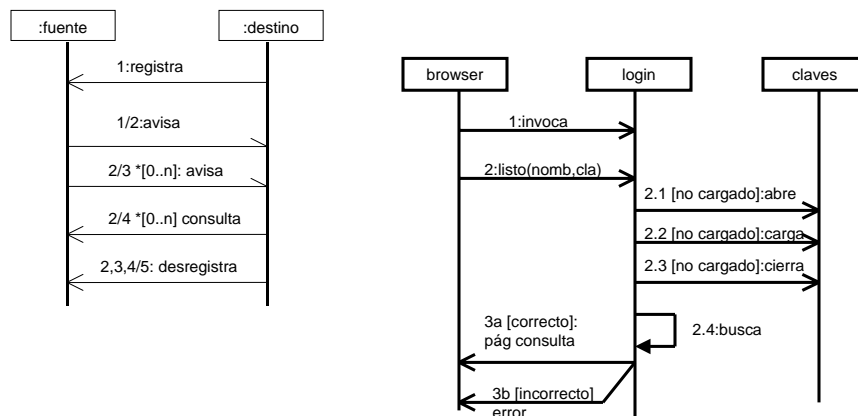 :fuente
:destino
1:registra
1/2:avisa
2/3 *[0..n]: avisa
2/4 *[0..n] consulta
2,3,4/5: desregistra
browser
login
claves
1:invoca
2:listo(nomb,cla)
2.1 [no cargado]:abre
2.2 [no cargado]:carga
2.3 [no cargado]:cierra
2.4:busca
3a [correcto]:
pág consulta
3b [incorrecto]
error